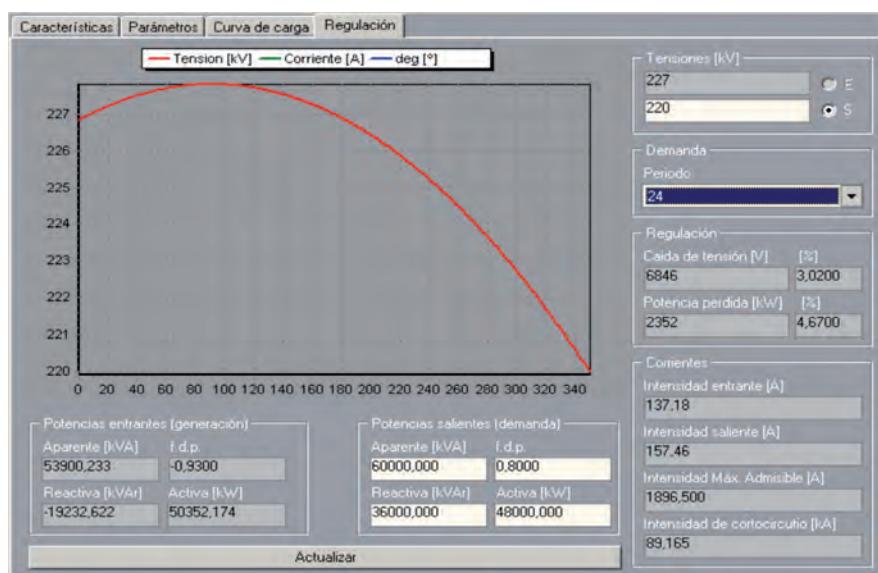 Características Parámetros Curva de carga Regulación
Tension [kV] Corriente [A] deg [º]
227
226
225
224
223
222
221
220
0 20 40 60 80 100 120 140 160 180 200 220 240 260 280 300 320 340
Tensiones [kV]
227 E
220 S
Demanda
Periodo
24
Regulación
Caida de tensión [V] [%]
6846 3,0200
Potencia perdida [kW] [%]
2352 4,6700
Corrientes
Intensidad entrante [A]
137.18
Intensidad saliente [A]
157.46
Intensidad Máx. Admisible [A]
1896,500
Intensidad de cortocircutio [kA]
89,165
Potencias entrantes (generación)
Aparente [kVA] f.d.p.
53900,233 -0,9300
Reactiva [kVAr] Activa [kW]
-19232,622 50352,174
Potencias salientes (demanda)
Aparente [kVA] f.d.p.
60000,000 0.8000
Reactiva [kVAr] Activa [kW]
36000,000 48000,000
Actualizar